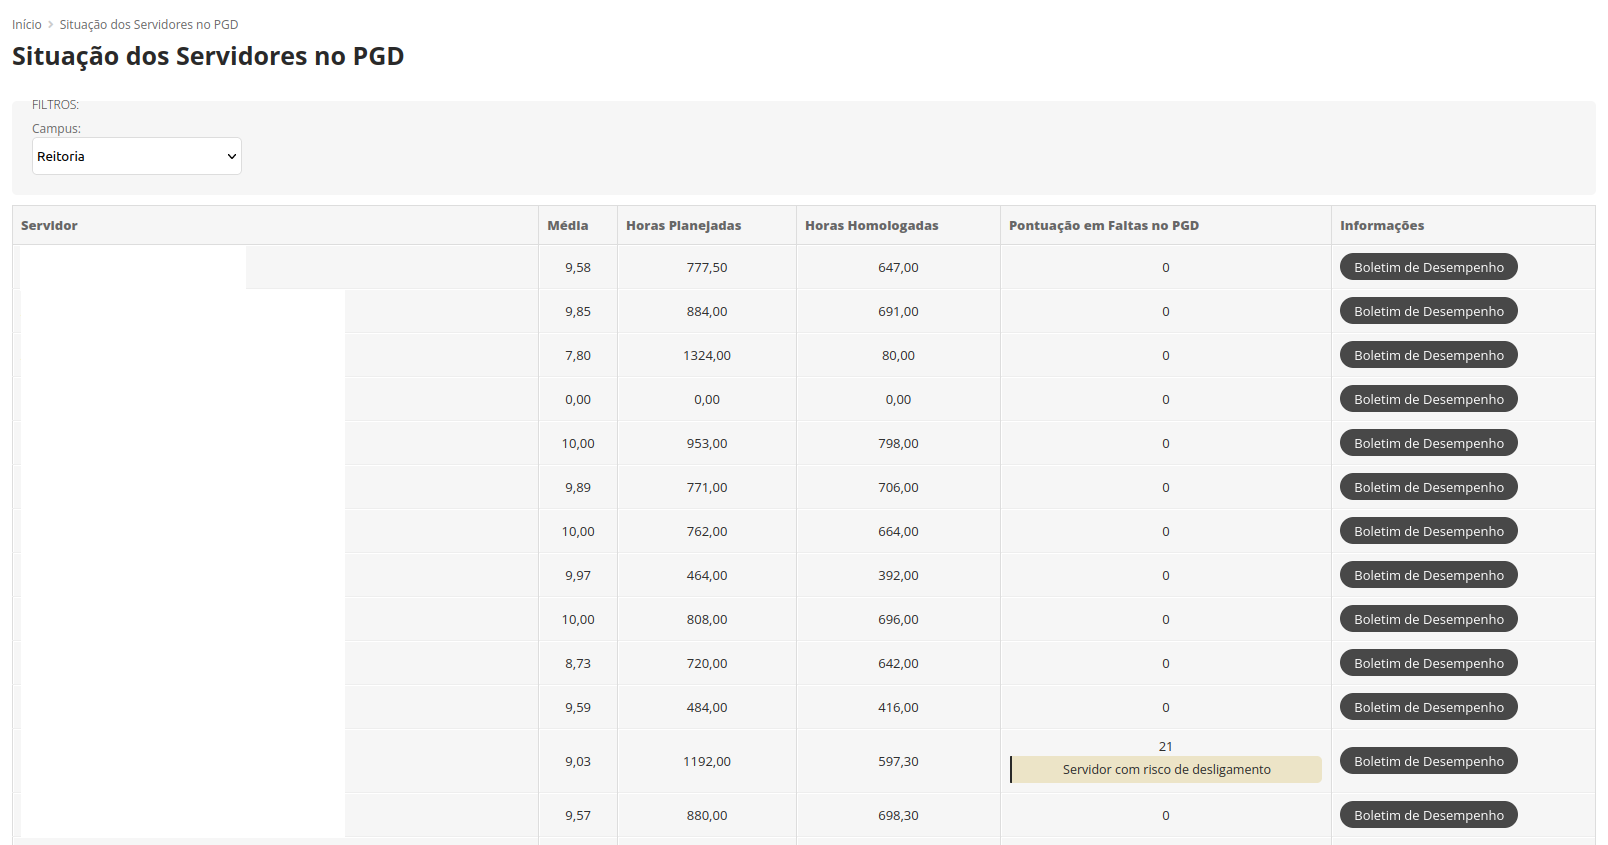 Início > Situação dos Servidores no PGD
Situação dos Servidores no PGD
FILTROS:
Campus:
Reitoria
Servidor Média Horas Planejadas Horas Homologadas Pontuação em Faltas no PGD Informações
9,58 777,50 647,00 0 Boletim de Desempenho
9,85 884,00 691,00 0 Boletim de Desempenho
7,80 1324,00 80,00 0 Boletim de Desempenho
0,00 0,00 0,00 0 Boletim de Desempenho
10,00 953,00 798,00 0 Boletim de Desempenho
9,89 771,00 706,00 0 Boletim de Desempenho
10,00 762,00 664,00 0 Boletim de Desempenho
9,97 464,00 392,00 0 Boletim de Desempenho
10,00 808,00 696,00 0 Boletim de Desempenho
8,73 720,00 642,00 0 Boletim de Desempenho
9,59 484,00 416,00 0 Boletim de Desempenho
9,03 1192,00 597,30 21 Boletim de Desempenho
Servidor com risco de desligamento
9,57 880,00 698,30 0 Boletim de Desempenho